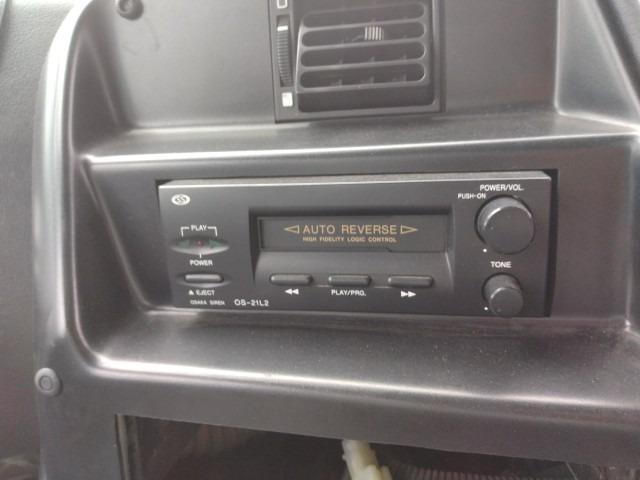 OSS
PLAY
POWER
▲ EJECT
OSAKA SIREN OS-21L2
◁ AUTO REVERSE ▷
HIGH FIDELITY LOGIC CONTROL
◀◀ PLAY/PRG. ▶▶
POWER/VOL.
PUSH-ON
TONE